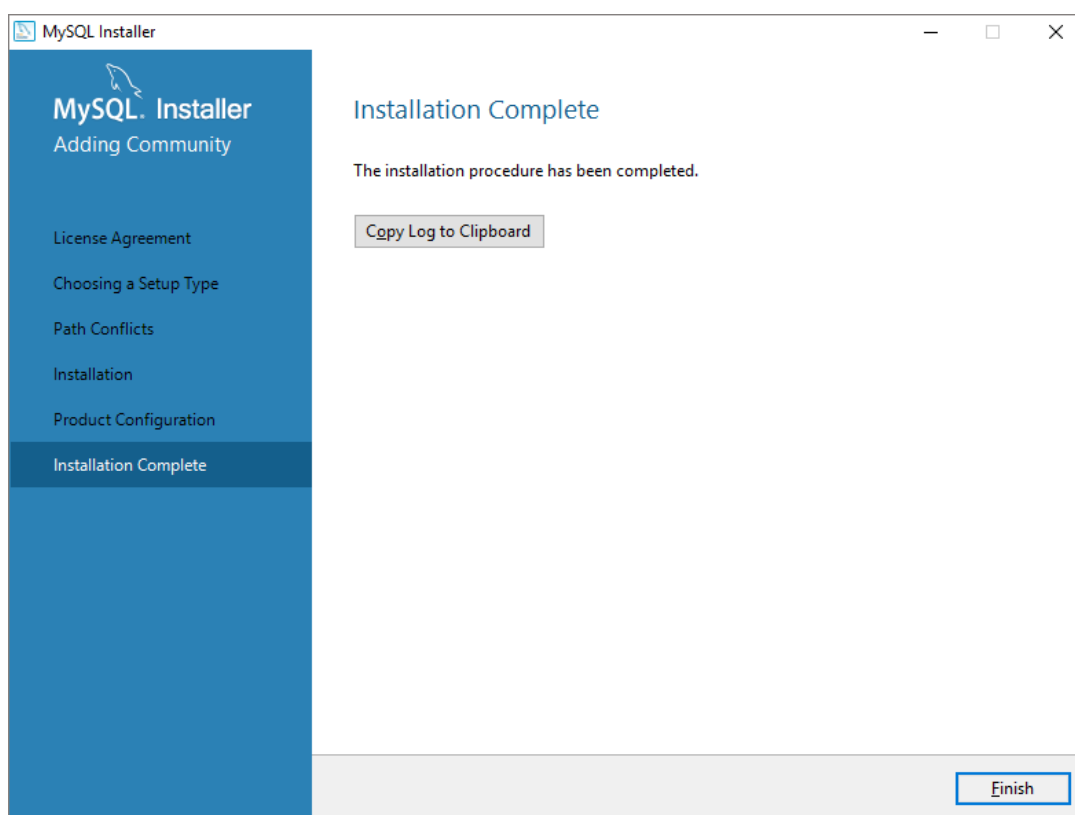 MySQL Installer
MySQL. Installer
Adding Community
License Agreement
Choosing a Setup Type
Path Conflicts
Installation
Product Configuration
Installation Complete
Installation Complete
The installation procedure has been completed.
Copy Log to Clipboard
Finish